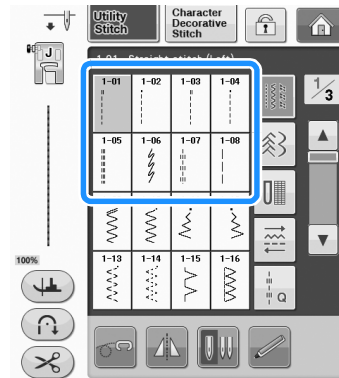 Utility
Stitch
Character
Decorative
Stitch
J
1-01 Straight stitch (Left)
1-01 1-02 1-03 1-04
1/3
1-05 1-06 1-07 1-08
100%
1-13 1-14 1-15 1-16
Q